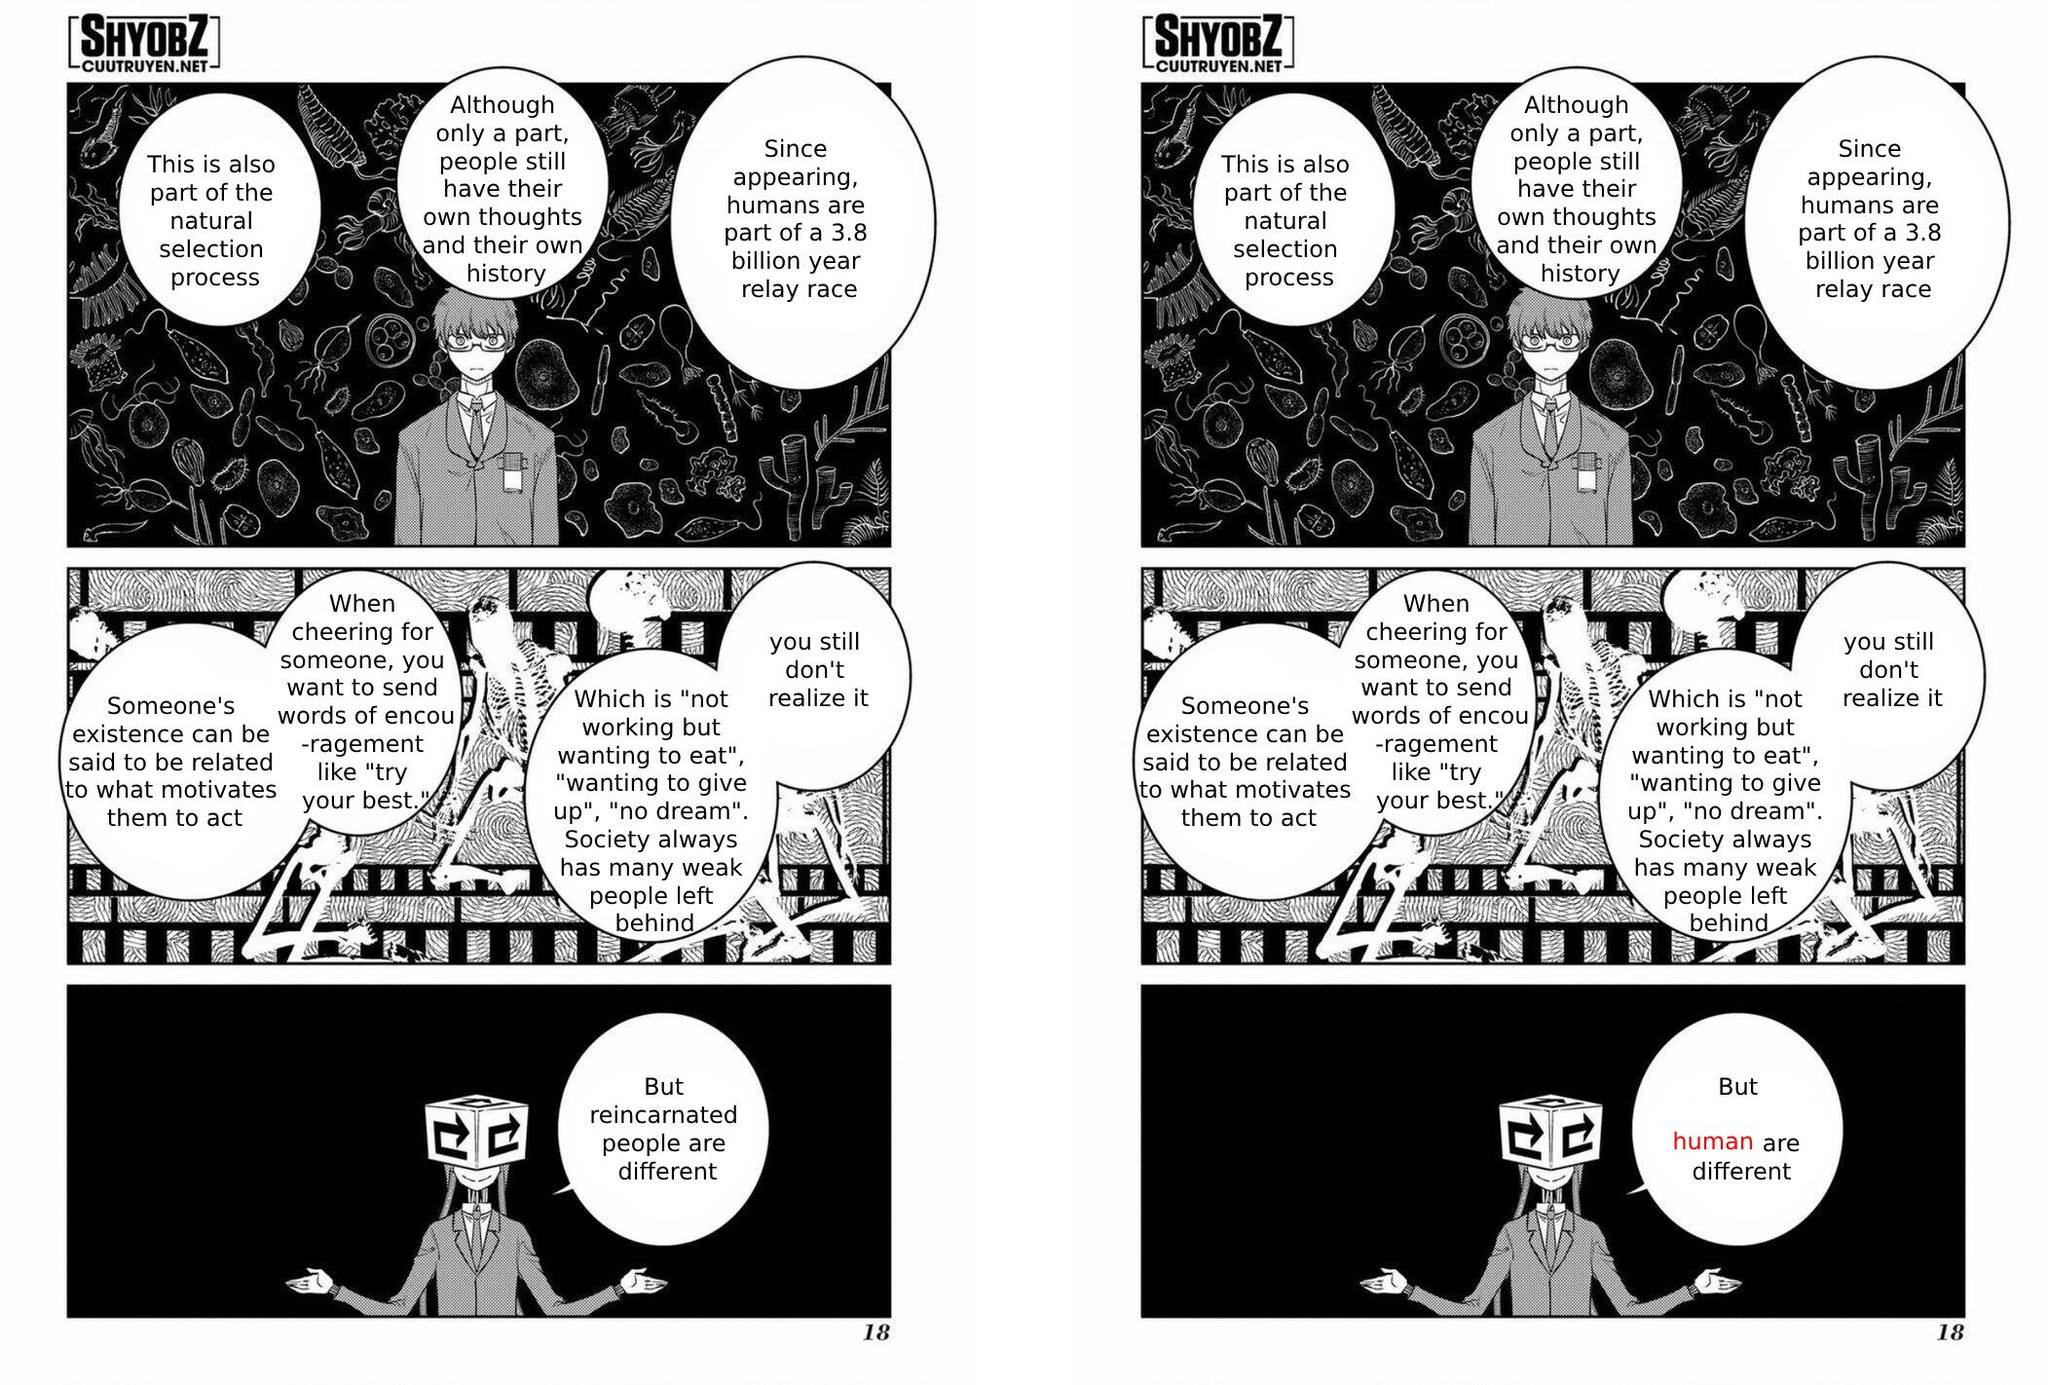 SHYOBZ
CUUTRUYEN.NET
Since
appearing,
humans are
part of a 3.8
billion year
relay race
Although
only a part,
people still
have their
own thoughts
and their own
history
This is also
part of the
natural
selection
process
you still
don't
realize it
Which is "not
working but
wanting to eat",
"wanting to give
up", "no dream".
Society always
has many weak
people left
behind
When
cheering for
someone, you
want to send
words of encou
-ragement
like "try
your best."
Someone's
existence can be
said to be related
to what motivates
them to act
But
reincarnated
people are
different
18
SHYOBZ
CUUTRUYEN.NET
Since
appearing,
humans are
part of a 3.8
billion year
relay race
Although
only a part,
people still
have their
own thoughts
and their own
history
This is also
part of the
natural
selection
process
you still
don't
realize it
Which is "not
working but
wanting to eat",
"wanting to give
up", "no dream".
Society always
has many weak
people left
behind
When
cheering for
someone, you
want to send
words of encou
-ragement
like "try
your best."
Someone's
existence can be
said to be related
to what motivates
them to act
But
human are
different
18